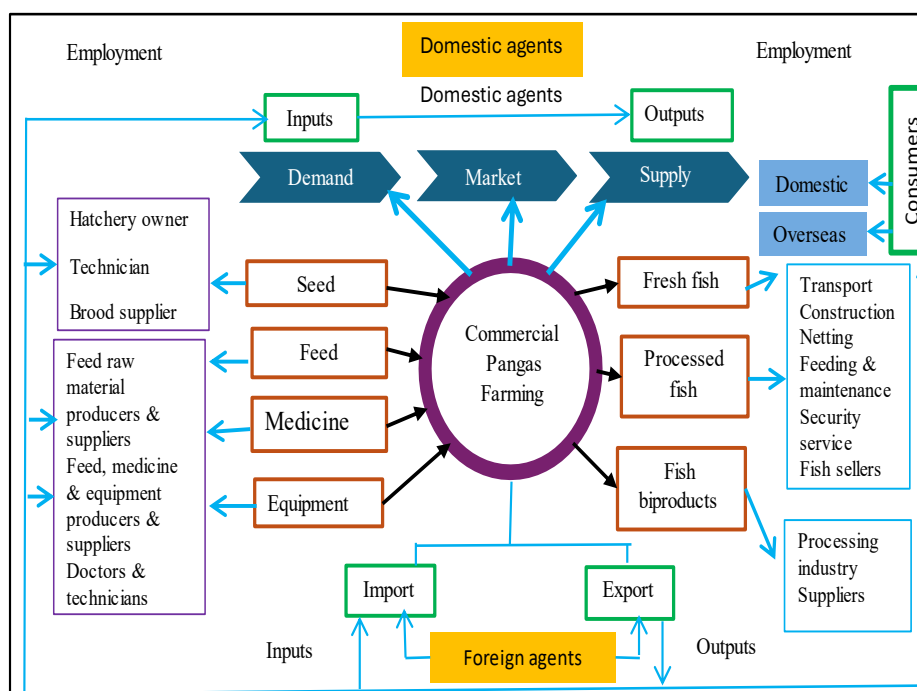 Employment
Domestic agents
Employment
Domestic agents
Inputs
Outputs
Consumers
Demand
Market
Supply
Domestic
Overseas
Hatchery owner
Technician
Brood supplier
Seed
Feed
Medicine
Equipment
Feed raw
material
producers &
suppliers
Feed, medicine
& equipment
producers &
suppliers
Doctors &
technicians
Commercial
Pangas
Farming
Fresh fish
Processed
fish
Fish
biproducts
Transport
Construction
Netting
Feeding &
maintenance
Security
service
Fish sellers
Processing
industry
Suppliers
Import
Export
Inputs
Foreign agents
Outputs